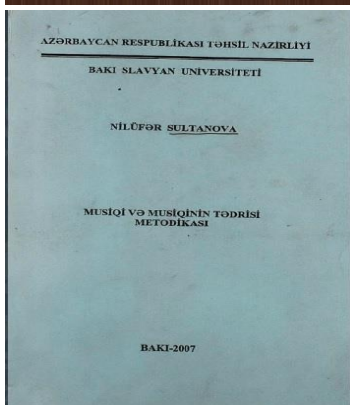 AZƏRBAYCAN RESPUBLİKASI TƏHSİL NAZİRLİYİ
BAKI SLAVYAN UNİVERSİTETİ
NİLÜFƏR SULTANOVA
MUSİQİ VƏ MUSİQİNİN TƏDRİSİ
METODİKASI
BAKI-2007